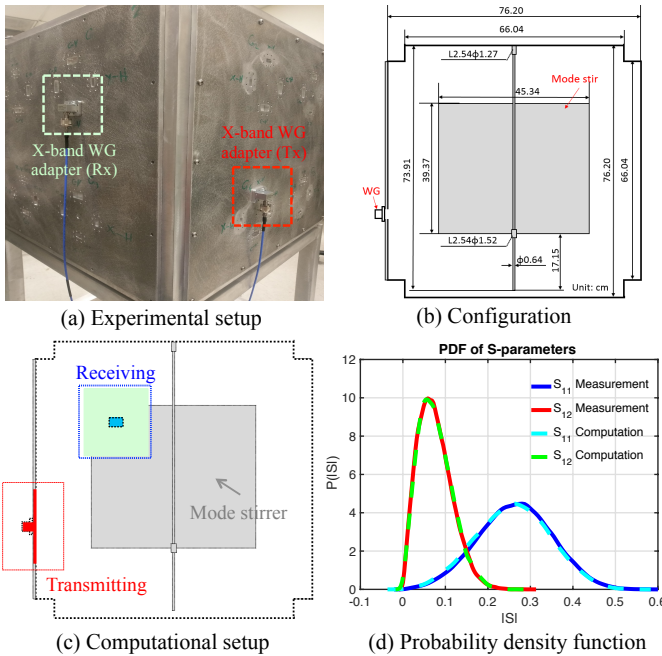 X-band WG
adapter (Rx)
X-band WG
adapter (Tx)
(a) Experimental setup
76.20
66.04
L2.54ϕ1.27
Mode stir
45.34
73.91
39.37
76.20
66.04
WG
L2.54ϕ1.52
ϕ0.64
17.15
Unit: cm
(b) Configuration
Receiving
Mode stirrer
Transmitting
(c) Computational setup
PDF of S-parameters
12
10
8
6
4
2
0
P(ISI)
S11 Measurement
S12 Measurement
S11 Computation
S12 Computation
-0.1 0 0.1 0.2 0.3 0.4 0.5 0.6
ISI
(d) Probability density function